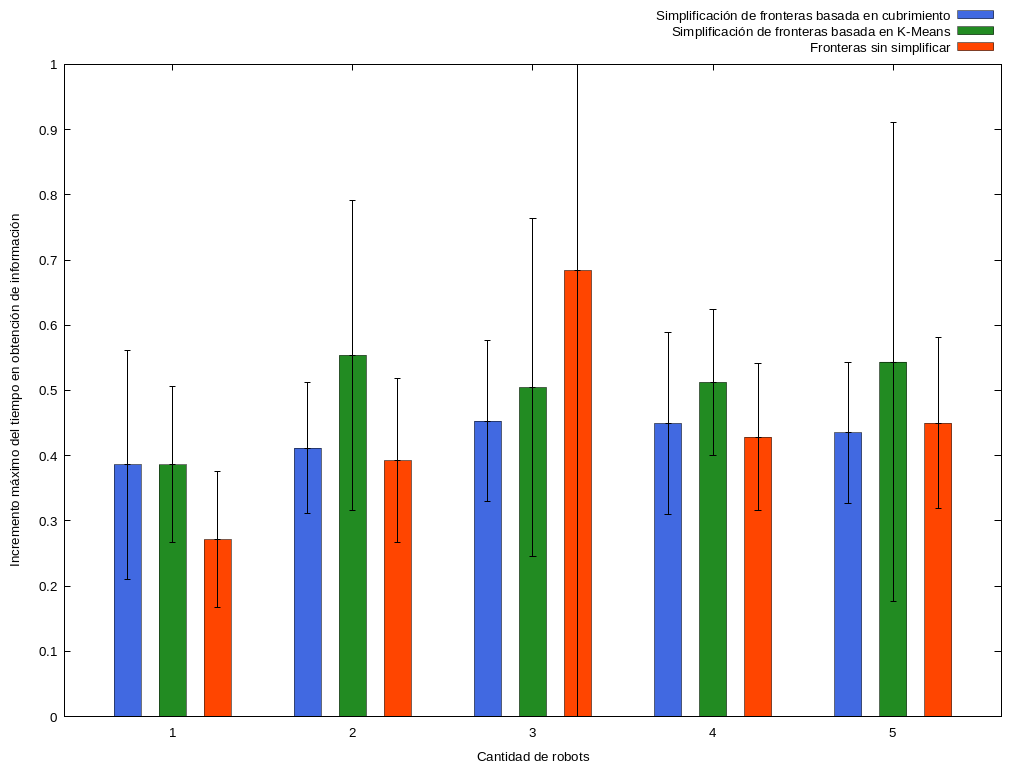 Simplificación de fronteras basada en cubrimiento
Simplificación de fronteras basada en K-Means
Fronteras sin simplificar
Incremento máximo del tiempo en obtención de información
1
0.9
0.8
0.7
0.6
0.5
0.4
0.3
0.2
0.1
0
1 2 3 4 5
Cantidad de robots